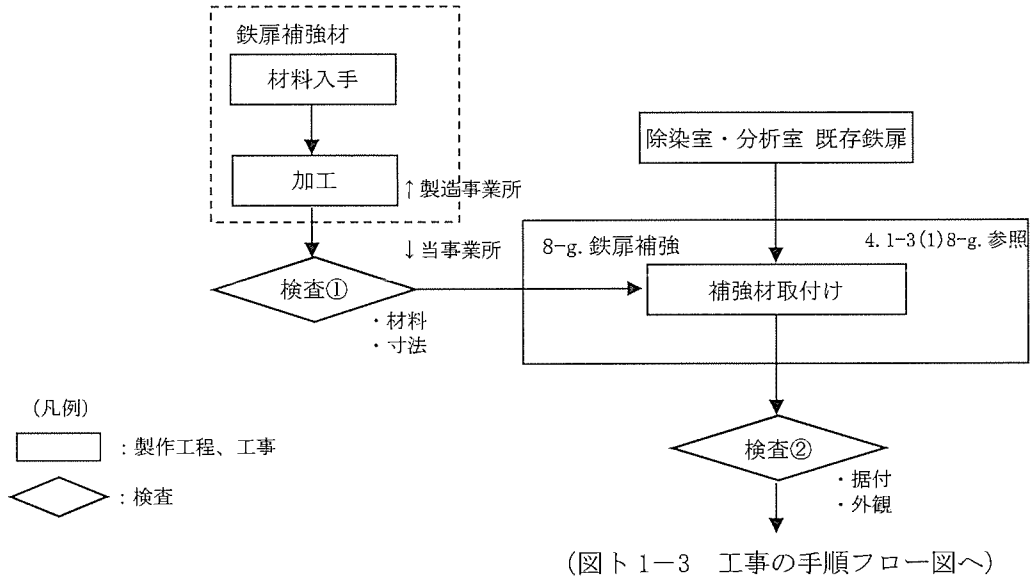 鉄扉補強材
材料入手
加工
↑製造事業所
↓当事業所
検査①
・材料
・寸法
除染室・分析室 既存鉄扉
8-g. 鉄扉補強
4.1-3(1)8-g. 参照
補強材取付け
検査②
・据付
・外観
(図ト1－3 工事の手順フロー図へ)
(凡例)
：製作工程、工事
：検査